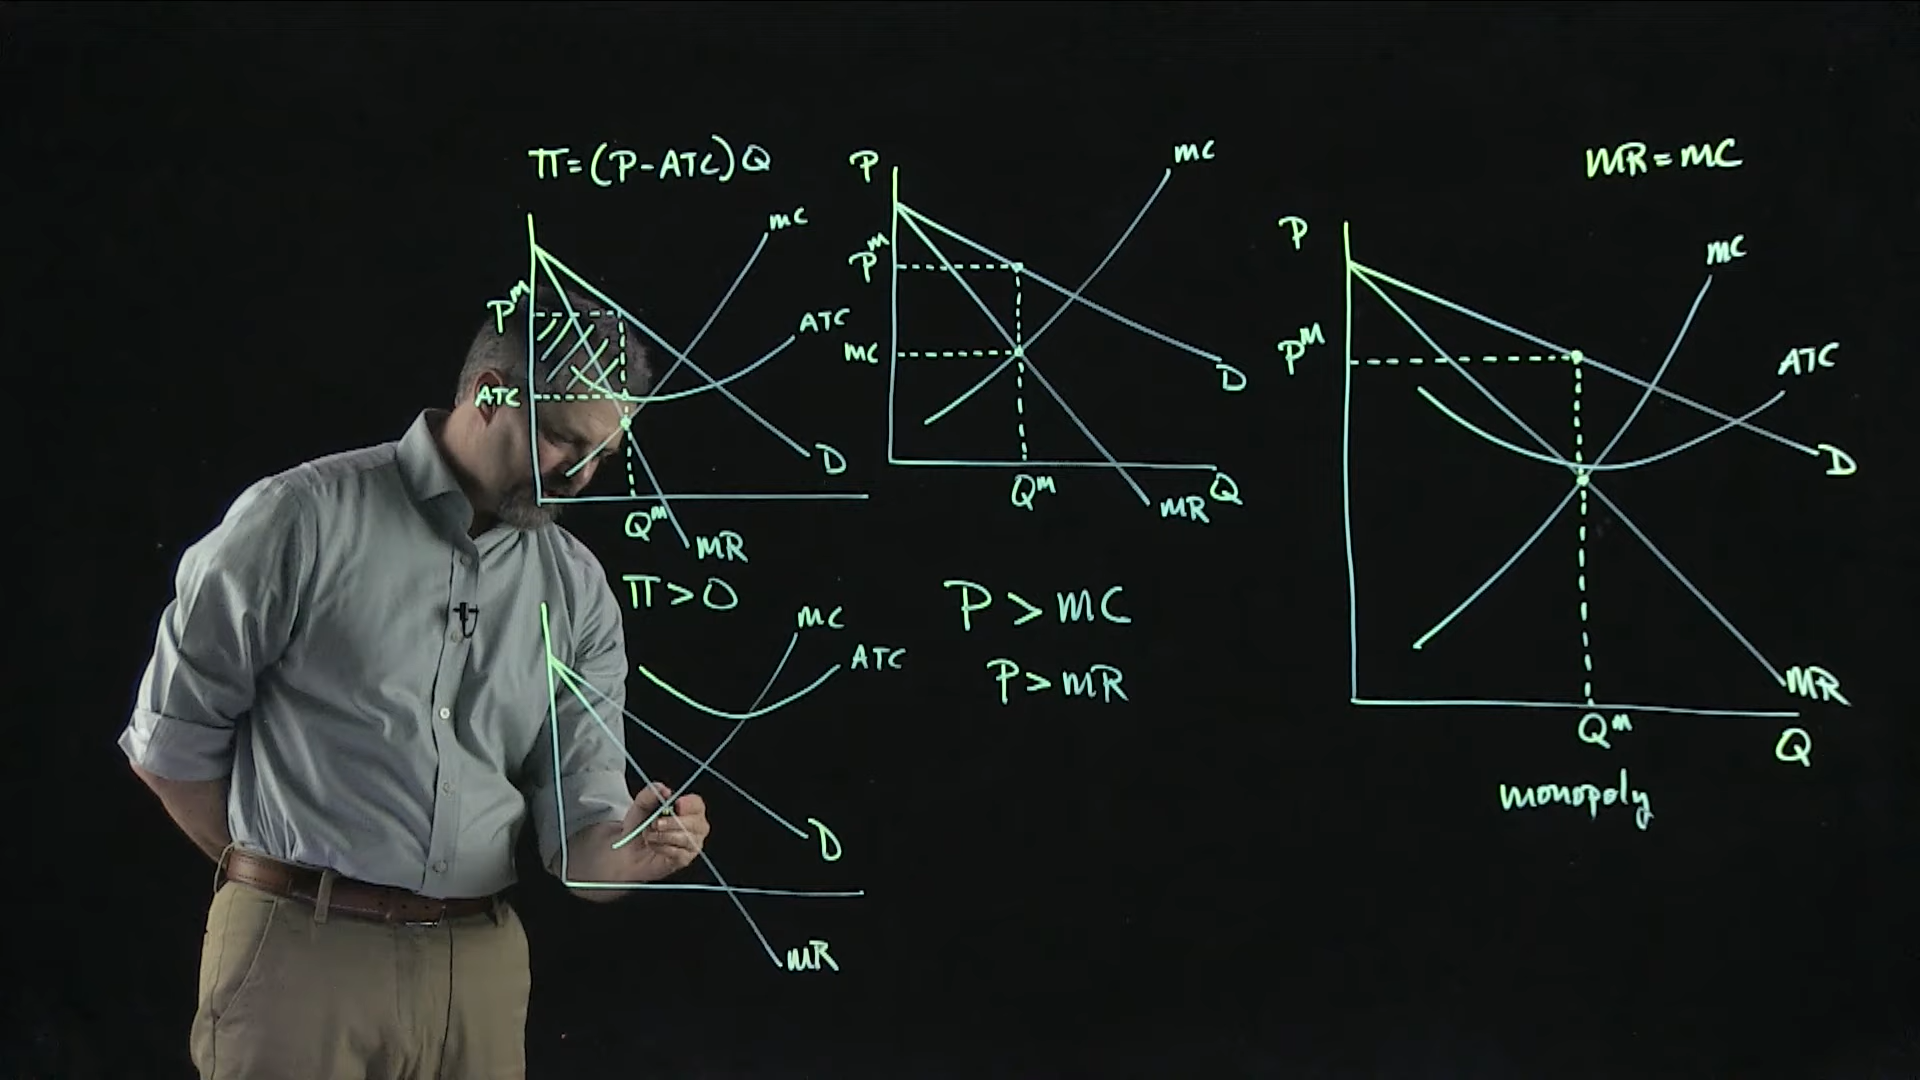 π=(P-ATC)Q
MC
P^M
ATC
ATC
D
Q^M
MR
π>0
MC
ATC
D
MR
P
MC
P^M
MC
D
Q^M
MR
Q
P>MC
P>MR
MR=MC
P
MC
P^M
ATC
D
MR
Q^M
Q
monopoly